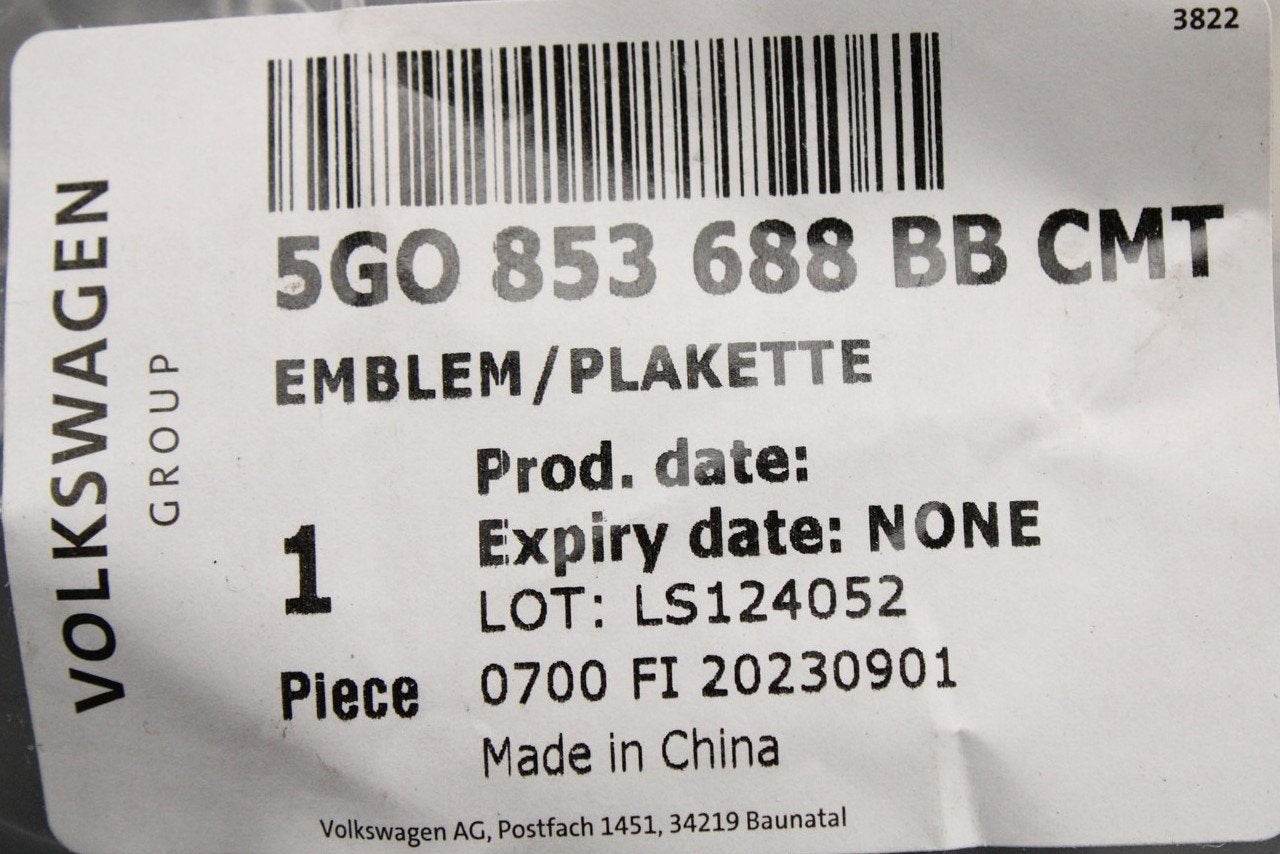 3822
VOLKSWAGEN
GROUP
5G0 853 688 BB CMT
EMBLEM/PLAKETTE
Prod. date:
Expiry date: NONE
1
LOT: LS124052
Piece
0700 FI 20230901
Made in China
Volkswagen AG, Postfach 1451, 34219 Baunatal